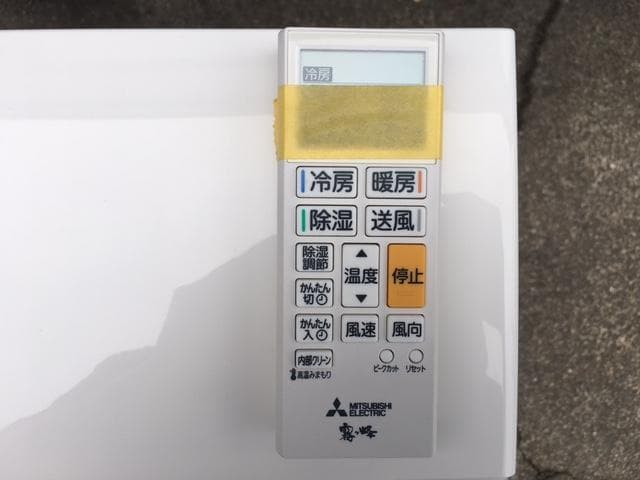 冷房
冷房 暖房
除湿 送風
除湿
調節
温度
停止
かんたん
切
かんたん
入
風速
風向
内部クリーン
高温みまもり
ピークカット リセット
MITSUBISHI
ELECTRIC
霧ヶ峰